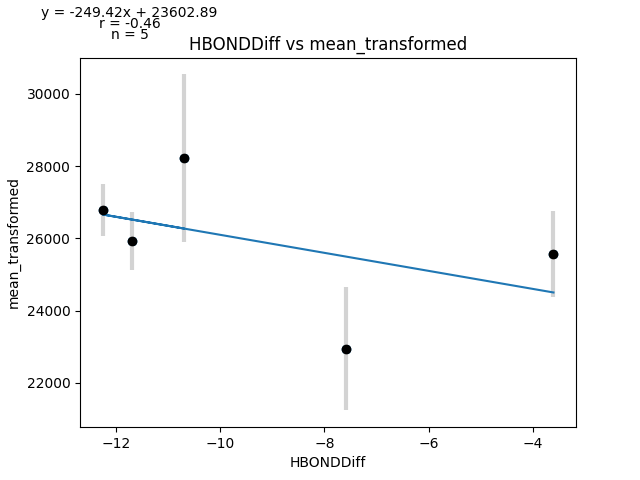 y = -249.42x + 23602.89
r = -0.46
n = 5
HBONDDiff vs mean_transformed
mean_transformed
30000
28000
26000
24000
22000
−12
−10
−8
−6
−4
HBONDDiff